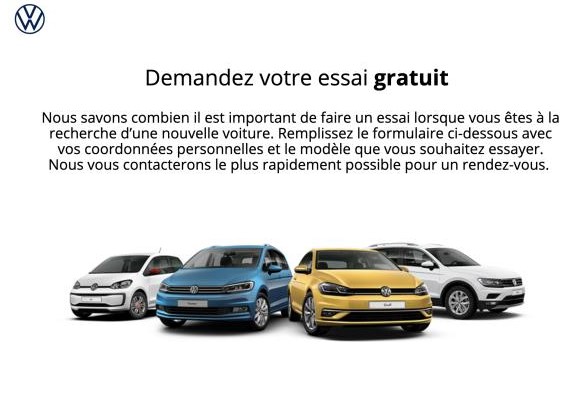 Demandez votre essai gratuit
Nous savons combien il est important de faire un essai lorsque vous êtes à la
recherche d’une nouvelle voiture. Remplissez le formulaire ci-dessous avec
vos coordonnées personnelles et le modèle que vous souhaitez essayer.
Nous vous contacterons le plus rapidement possible pour un rendez-vous.
Golf